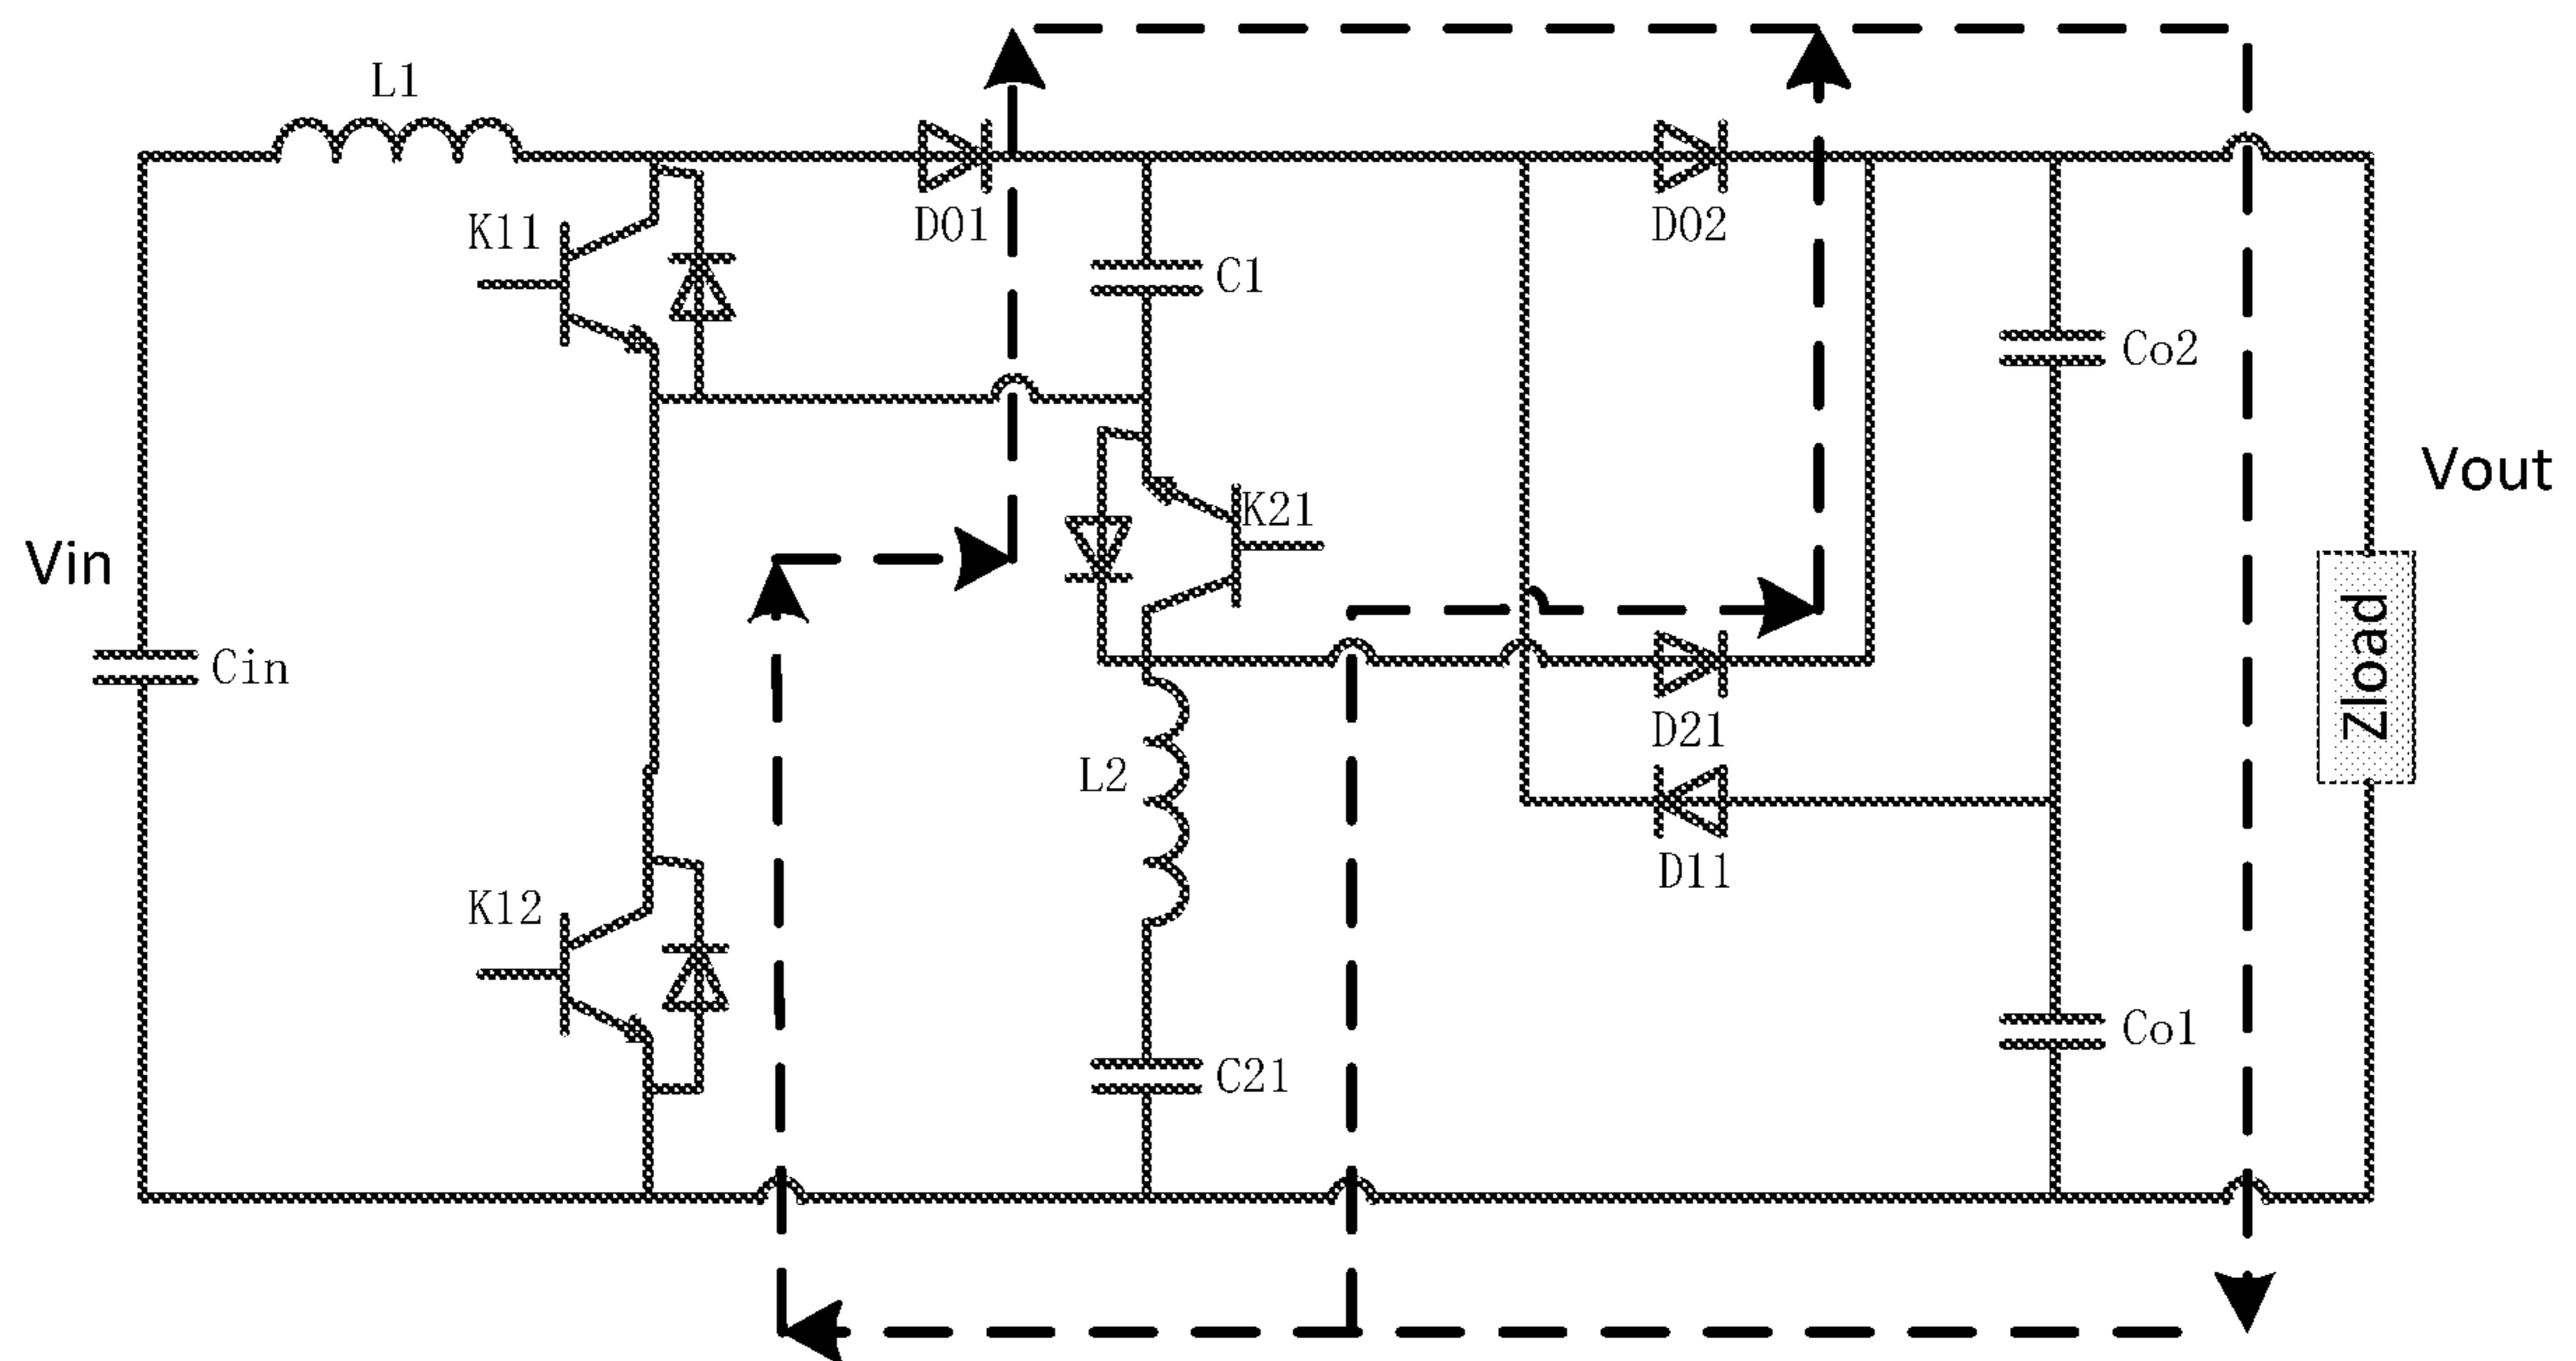 L1
K11
D01
D02
C1
Co2
Vout
K21
Vin
Cin
Zload
D21
L2
D11
K12
Co1
C21